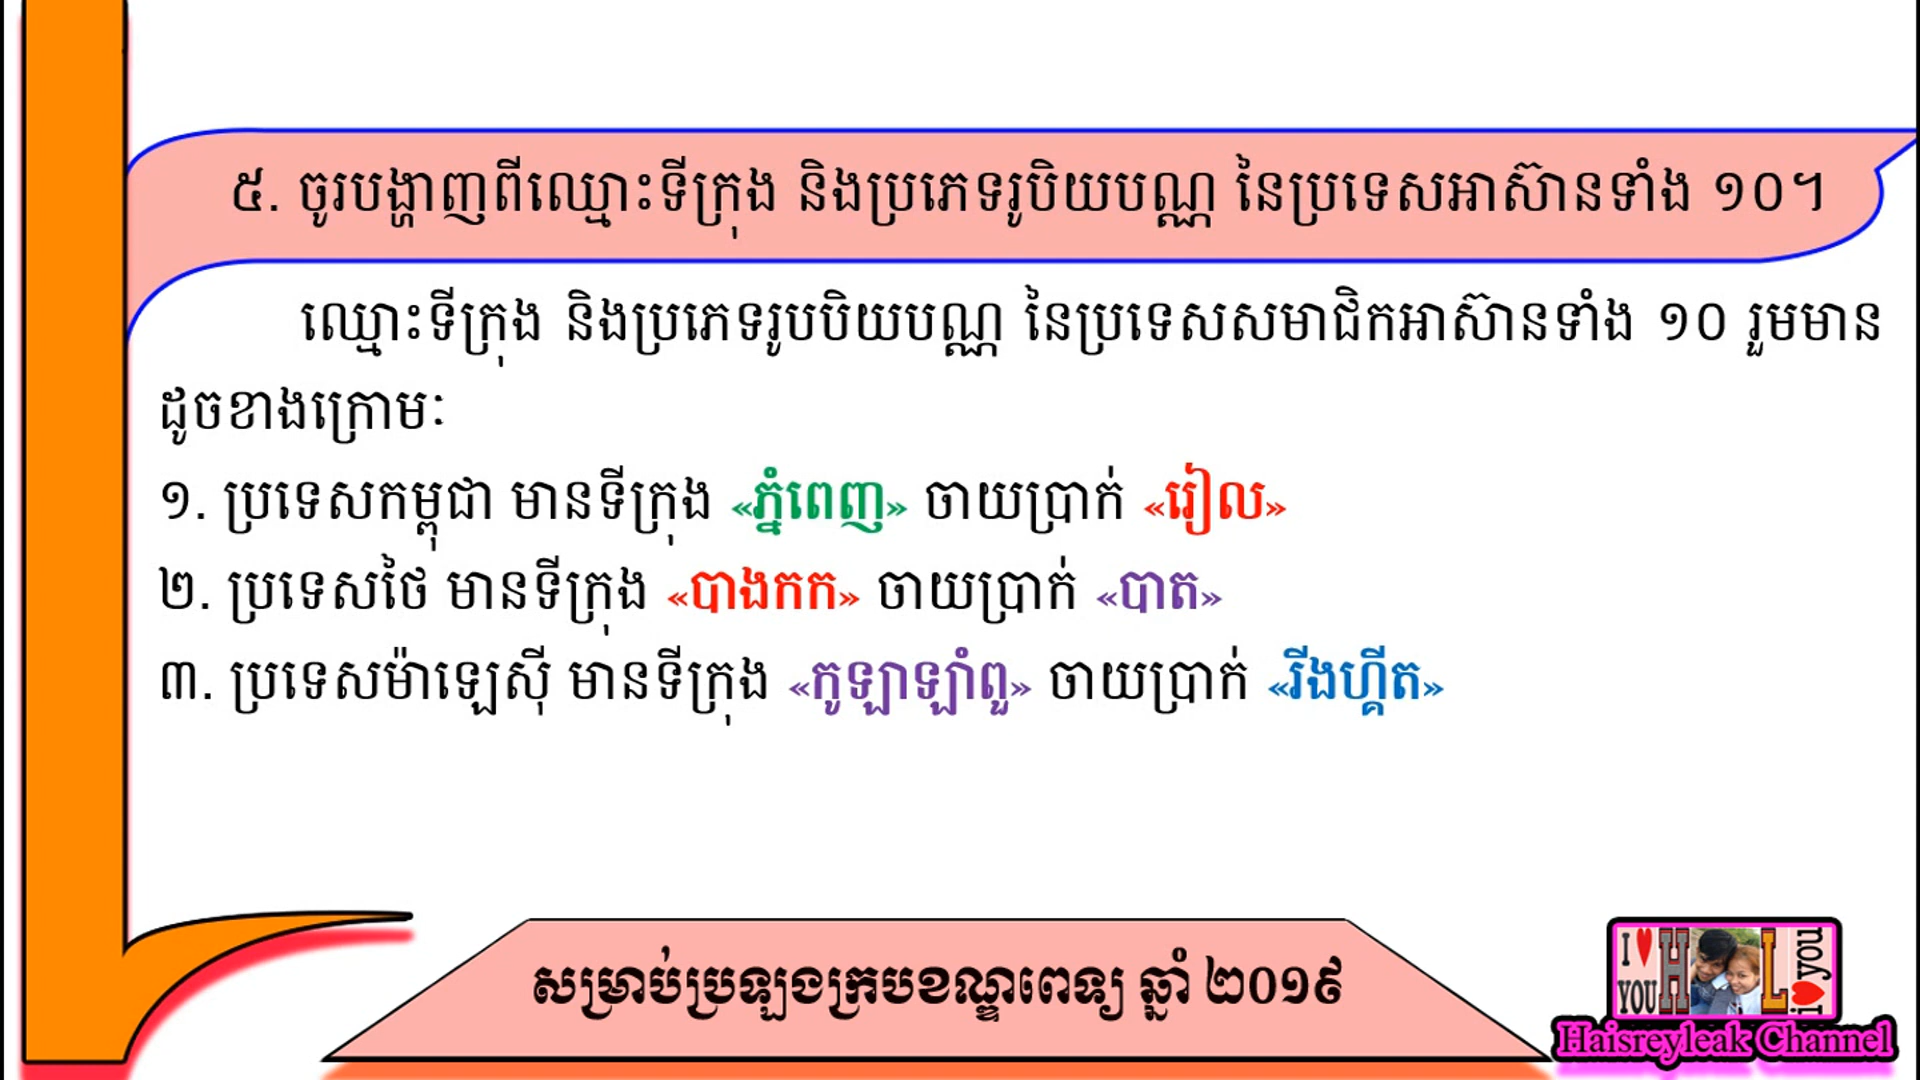 ៥. ចូរបង្ហាញពីឈ្មោះទីក្រុង និងប្រភេទរូបិយបណ្ណ នៃប្រទេសអាស៊ានទាំង ១០។
ឈ្មោះទីក្រុង និងប្រភេទរូបបិយបណ្ណ នៃប្រទេសសមាជិកអាស៊ានទាំង ១០ រួមមាន
ដូចខាងក្រោមៈ
១. ប្រទេសកម្ពុជា មានទីក្រុង «ភ្នំពេញ» ចាយប្រាក់ «រៀល»
២. ប្រទេសថៃ មានទីក្រុង «បាងកក» ចាយប្រាក់ «បាត»
៣. ប្រទេសម៉ាឡេស៊ី មានទីក្រុង «កូឡាឡាំពួ» ចាយប្រាក់ «រីងហ្គីត»
សម្រាប់ប្រឡងក្របខណ្ឌពេទ្យ ឆ្នាំ ២០១៩
I ♥ YOU H L i ♥ you
Haisreyleak Channel